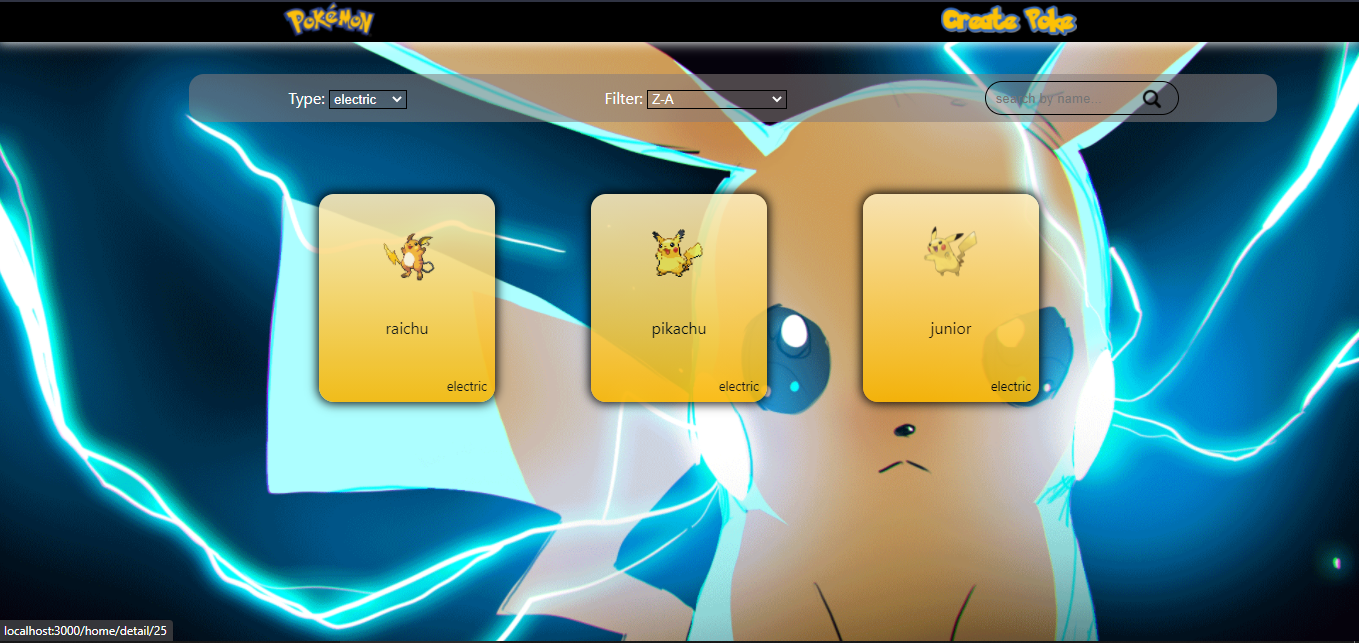 POKéMON
Create Poke
Type: electric
Filter: Z-A
search by name...
raichu
pikachu
junior
electric
electric
electric
localhost:3000/home/detail/25